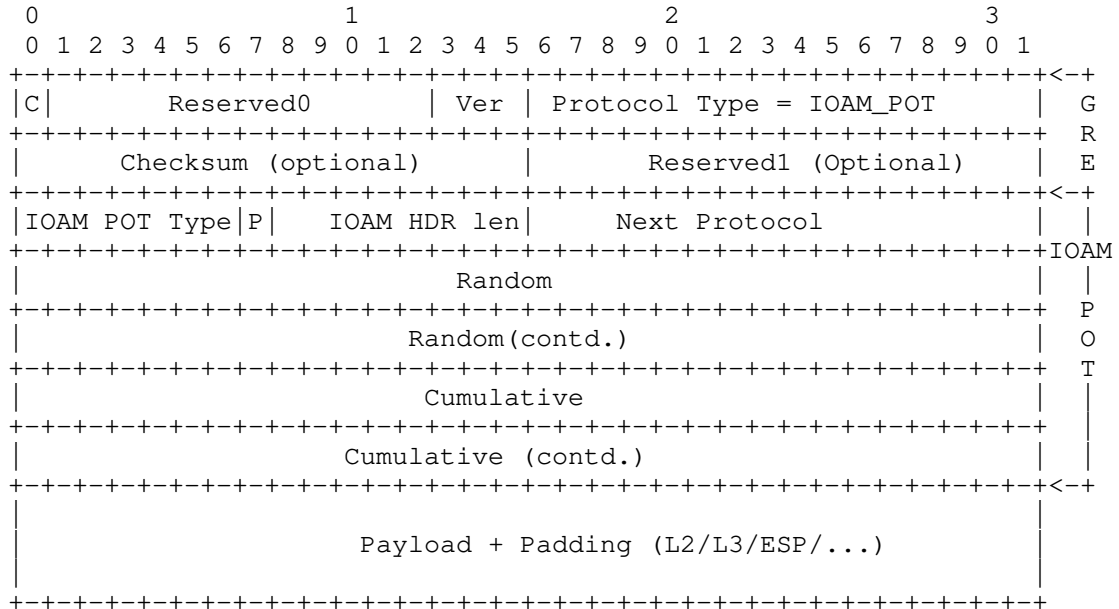 0                   1                   2                   3
0 1 2 3 4 5 6 7 8 9 0 1 2 3 4 5 6 7 8 9 0 1 2 3 4 5 6 7 8 9 0 1
+-+-+-+-+-+-+-+-+-+-+-+-+-+-+-+-+-+-+-+-+-+-+-+-+-+-+-+-+-+-+-+-+<-+
|C|       Reserved0       | Ver | Protocol Type = IOAM_POT      |  G
+-+-+-+-+-+-+-+-+-+-+-+-+-+-+-+-+-+-+-+-+-+-+-+-+-+-+-+-+-+-+-+-+  R
|      Checksum (optional)      |       Reserved1 (Optional)    |  E
+-+-+-+-+-+-+-+-+-+-+-+-+-+-+-+-+-+-+-+-+-+-+-+-+-+-+-+-+-+-+-+-+<-+
|IOAM POT Type|P|   IOAM HDR len|     Next Protocol             |  |
+-+-+-+-+-+-+-+-+-+-+-+-+-+-+-+-+-+-+-+-+-+-+-+-+-+-+-+-+-+-+-+-+IOAM
|                           Random                              |  |
+-+-+-+-+-+-+-+-+-+-+-+-+-+-+-+-+-+-+-+-+-+-+-+-+-+-+-+-+-+-+-+-+  P
|                        Random(contd.)                         |  O
+-+-+-+-+-+-+-+-+-+-+-+-+-+-+-+-+-+-+-+-+-+-+-+-+-+-+-+-+-+-+-+-+  T
|                         Cumulative                            |  |
+-+-+-+-+-+-+-+-+-+-+-+-+-+-+-+-+-+-+-+-+-+-+-+-+-+-+-+-+-+-+-+-+  |
|                    Cumulative (contd.)                        |  |
+-+-+-+-+-+-+-+-+-+-+-+-+-+-+-+-+-+-+-+-+-+-+-+-+-+-+-+-+-+-+-+-+<-+
|                                                               |
|                     Payload + Padding (L2/L3/ESP/...)         |
|                                                               |
+-+-+-+-+-+-+-+-+-+-+-+-+-+-+-+-+-+-+-+-+-+-+-+-+-+-+-+-+-+-+-+-+